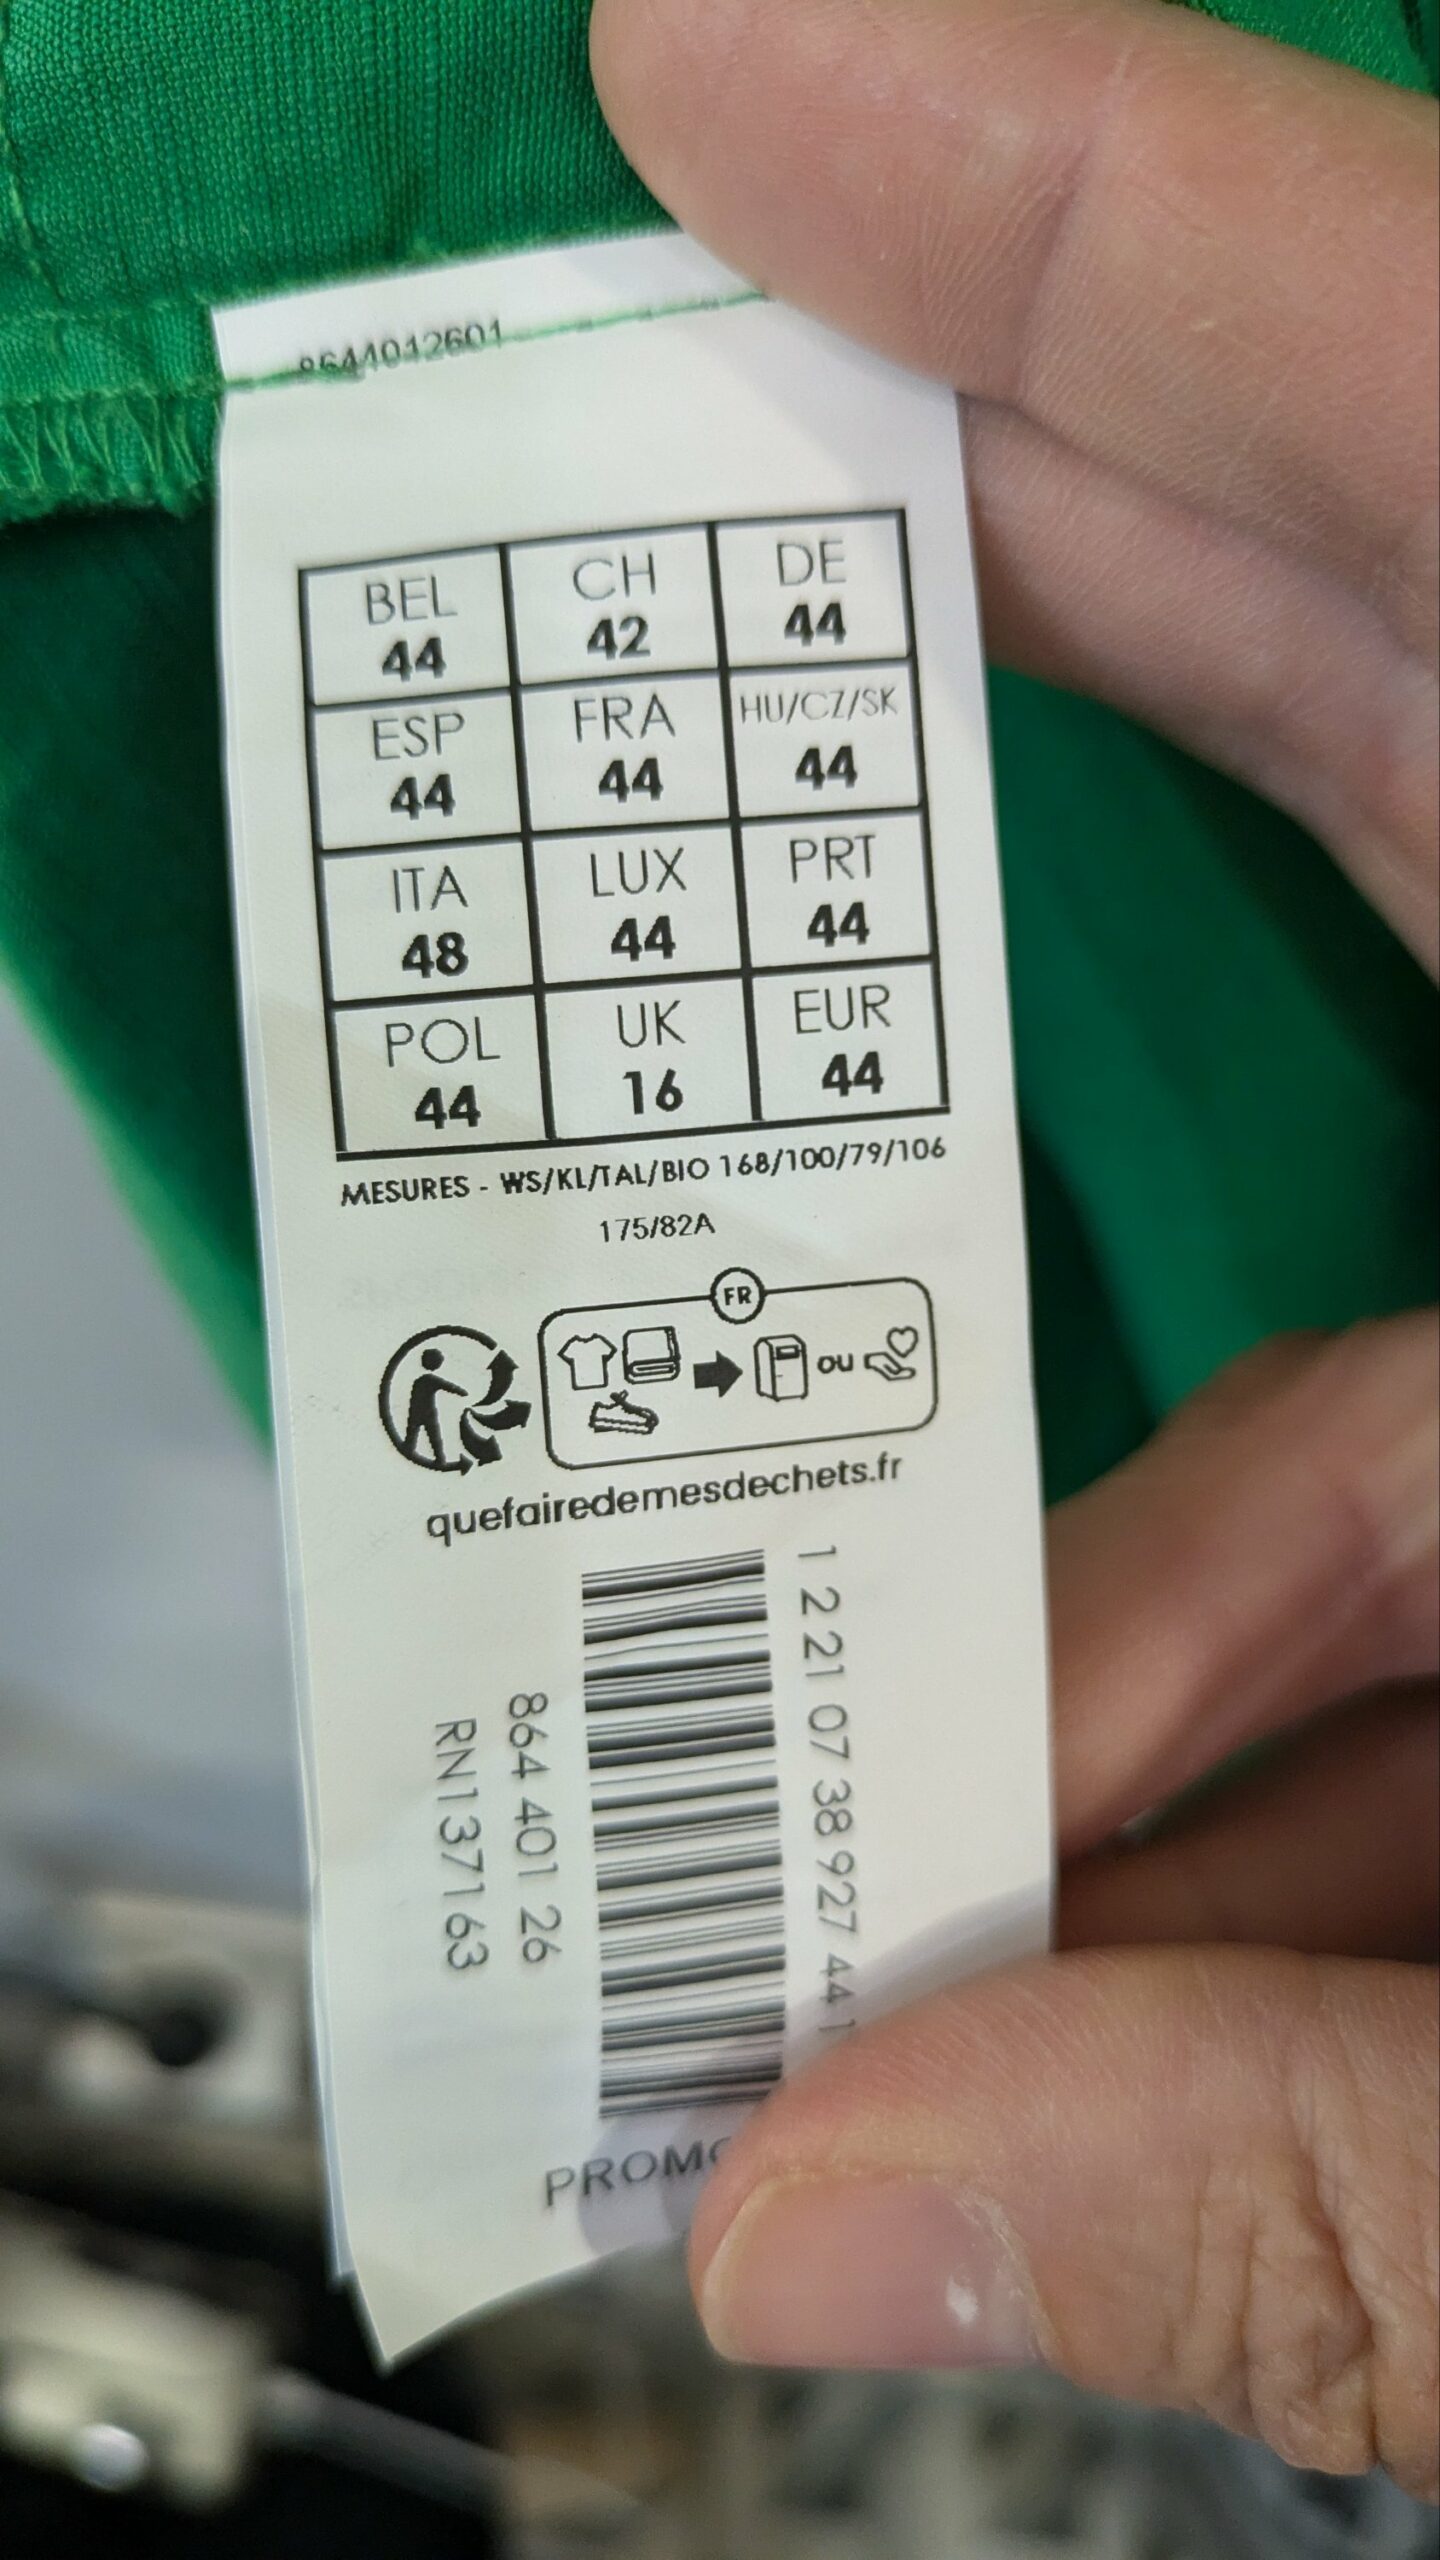 8644012601
BEL CH DE
44 42 44
ESP FRA HU/CZ/SK
44 44 44
ITA LUX PRT
48 44 44
POL UK EUR
44 16 44
MESURES - WS/KL/TAL/BIO 168/100/79/106
175/82A
FR
OU
quefairedemesdechets.fr
1 2 21 07 38 927 44 1
864 401 26
RN137163